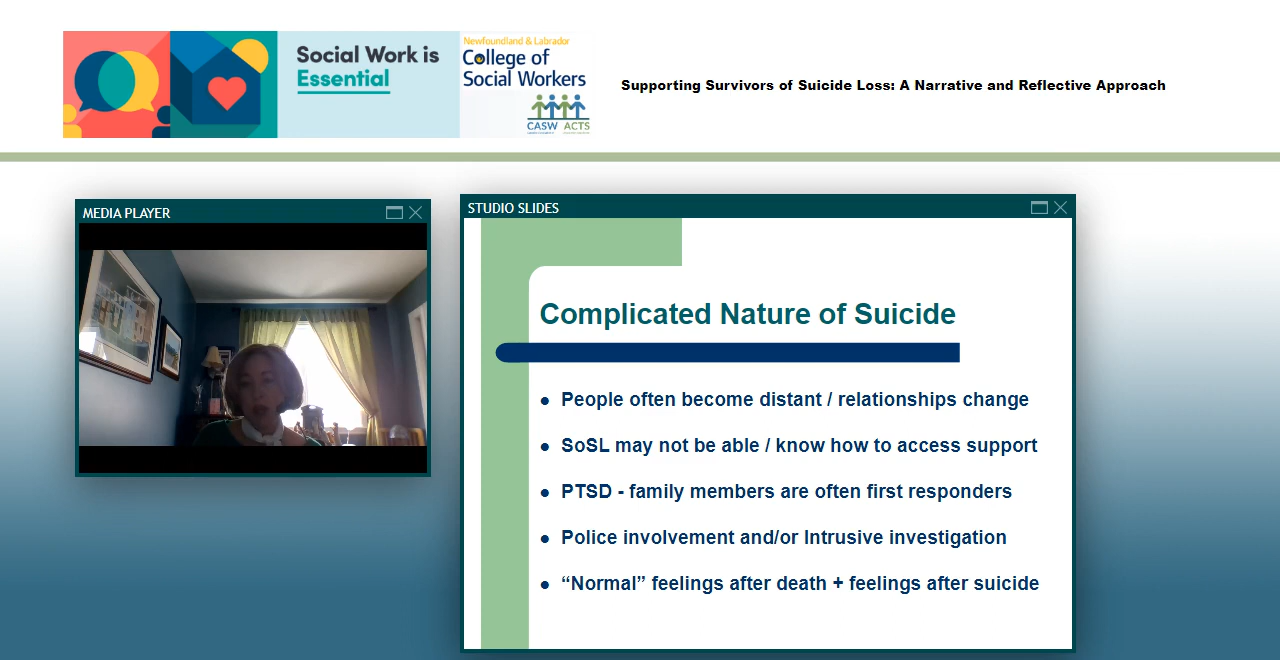 Social Work is
Essential
Newfoundland & Labrador
College of
Social Workers
CASW ACTS
Supporting Survivors of Suicide Loss: A Narrative and Reflective Approach
MEDIA PLAYER
STUDIO SLIDES
Complicated Nature of Suicide
• People often become distant / relationships change
• SoSL may not be able / know how to access support
• PTSD - family members are often first responders
• Police involvement and/or Intrusive investigation
• “Normal” feelings after death + feelings after suicide